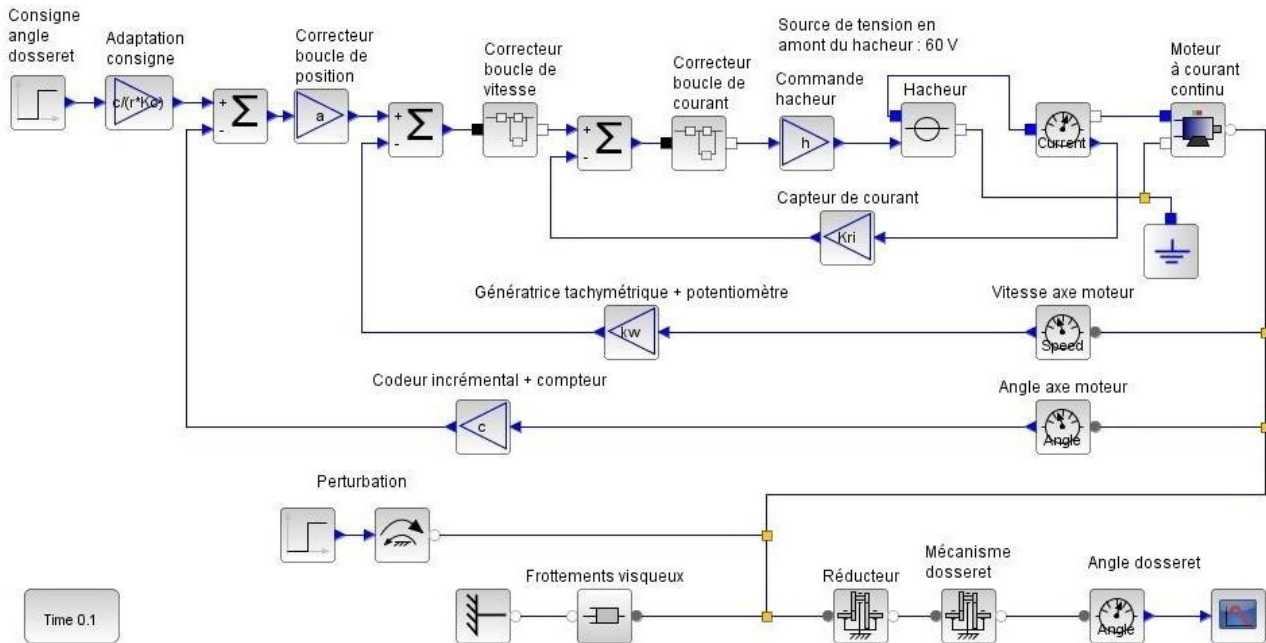 Consigne
angle
dosseret
Adaptation
consigne
c/(r*Kc)
Correcteur
boucle de
position
a
Correcteur
boucle de
vitesse
Correcteur
boucle de
courant
Source de tension en
amont du hacheur : 60 V
Commande
hacheur
h
Hacheur
Current
Moteur
à courant
continu
+
-
Σ
+
-
Σ
+
-
Σ
Capteur de courant
Kri
Génératrice tachymétrique + potentiomètre
kw
Vitesse axe moteur
Speed
Codeur incrémental + compteur
c
Angle axe moteur
Angle
Perturbation
Frottements visqueux
Réducteur
Mécanisme
dosseret
Angle dosseret
Angle
Time 0.1